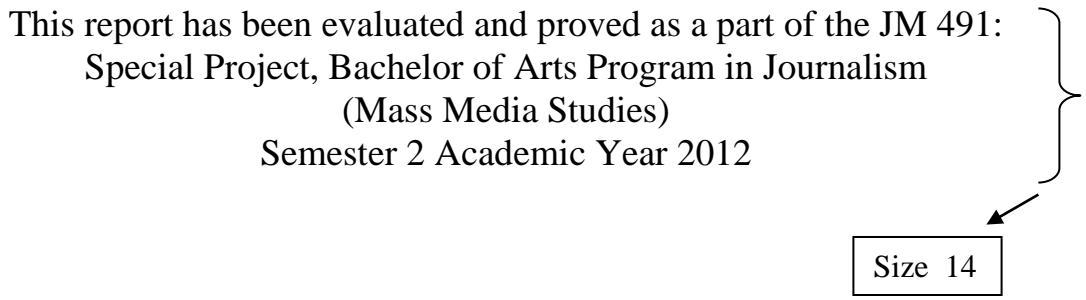 This report has been evaluated and proved as a part of the JM 491:
Special Project, Bachelor of Arts Program in Journalism
(Mass Media Studies)
Semester 2 Academic Year 2012
Size 14